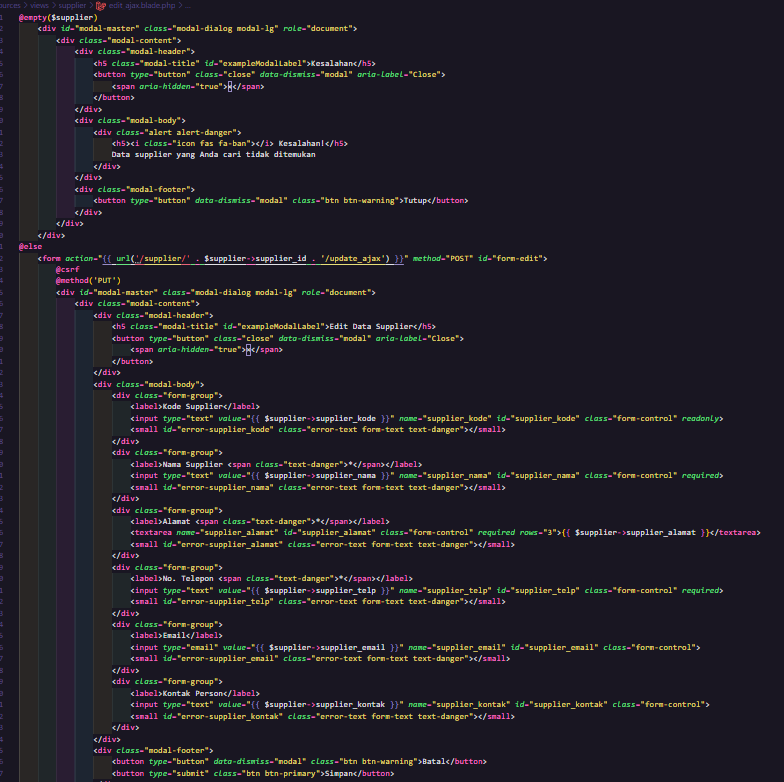 ources > views > supplier > edit_ajax.blade.php > ...
@empty($supplier)
<div id="modal-master" class="modal-dialog modal-lg" role="document">
<div class="modal-content">
<div class="modal-header">
<h5 class="modal-title" id="exampleModalLabel">Kesalahan</h5>
<button type="button" class="close" data-dismiss="modal" aria-label="Close">
<span aria-hidden="true">×</span>
</button>
</div>
<div class="modal-body">
<div class="alert alert-danger">
<h5><i class="icon fas fa-ban"></i> Kesalahan!</h5>
Data supplier yang Anda cari tidak ditemukan
</div>
</div>
<div class="modal-footer">
<button type="button" data-dismiss="modal" class="btn btn-warning">Tutup</button>
</div>
</div>
</div>
@else
<form action="{{ url('/supplier/' . $supplier->supplier_id . '/update_ajax') }}" method="POST" id="form-edit">
@csrf
@method('PUT')
<div id="modal-master" class="modal-dialog modal-lg" role="document">
<div class="modal-content">
<div class="modal-header">
<h5 class="modal-title" id="exampleModalLabel">Edit Data Supplier</h5>
<button type="button" class="close" data-dismiss="modal" aria-label="Close">
<span aria-hidden="true">×</span>
</button>
</div>
<div class="modal-body">
<div class="form-group">
<label>Kode Supplier</label>
<input type="text" value="{{ $supplier->supplier_kode }}" name="supplier_kode" id="supplier_kode" class="form-control" readonly>
<small id="error-supplier_kode" class="error-text form-text text-danger"></small>
</div>
<div class="form-group">
<label>Nama Supplier <span class="text-danger">*</span></label>
<input type="text" value="{{ $supplier->supplier_nama }}" name="supplier_nama" id="supplier_nama" class="form-control" required>
<small id="error-supplier_nama" class="error-text form-text text-danger"></small>
</div>
<div class="form-group">
<label>Alamat <span class="text-danger">*</span></label>
<textarea name="supplier_alamat" id="supplier_alamat" class="form-control" required rows="3">{{ $supplier->supplier_alamat }}</textarea>
<small id="error-supplier_alamat" class="error-text form-text text-danger"></small>
</div>
<div class="form-group">
<label>No. Telepon <span class="text-danger">*</span></label>
<input type="text" value="{{ $supplier->supplier_telp }}" name="supplier_telp" id="supplier_telp" class="form-control" required>
<small id="error-supplier_telp" class="error-text form-text text-danger"></small>
</div>
<div class="form-group">
<label>Email</label>
<input type="email" value="{{ $supplier->supplier_email }}" name="supplier_email" id="supplier_email" class="form-control">
<small id="error-supplier_email" class="error-text form-text text-danger"></small>
</div>
<div class="form-group">
<label>Kontak Person</label>
<input type="text" value="{{ $supplier->supplier_kontak }}" name="supplier_kontak" id="supplier_kontak" class="form-control">
<small id="error-supplier_kontak" class="error-text form-text text-danger"></small>
</div>
</div>
<div class="modal-footer">
<button type="button" data-dismiss="modal" class="btn btn-warning">Batal</button>
<button type="submit" class="btn btn-primary">Simpan</button>